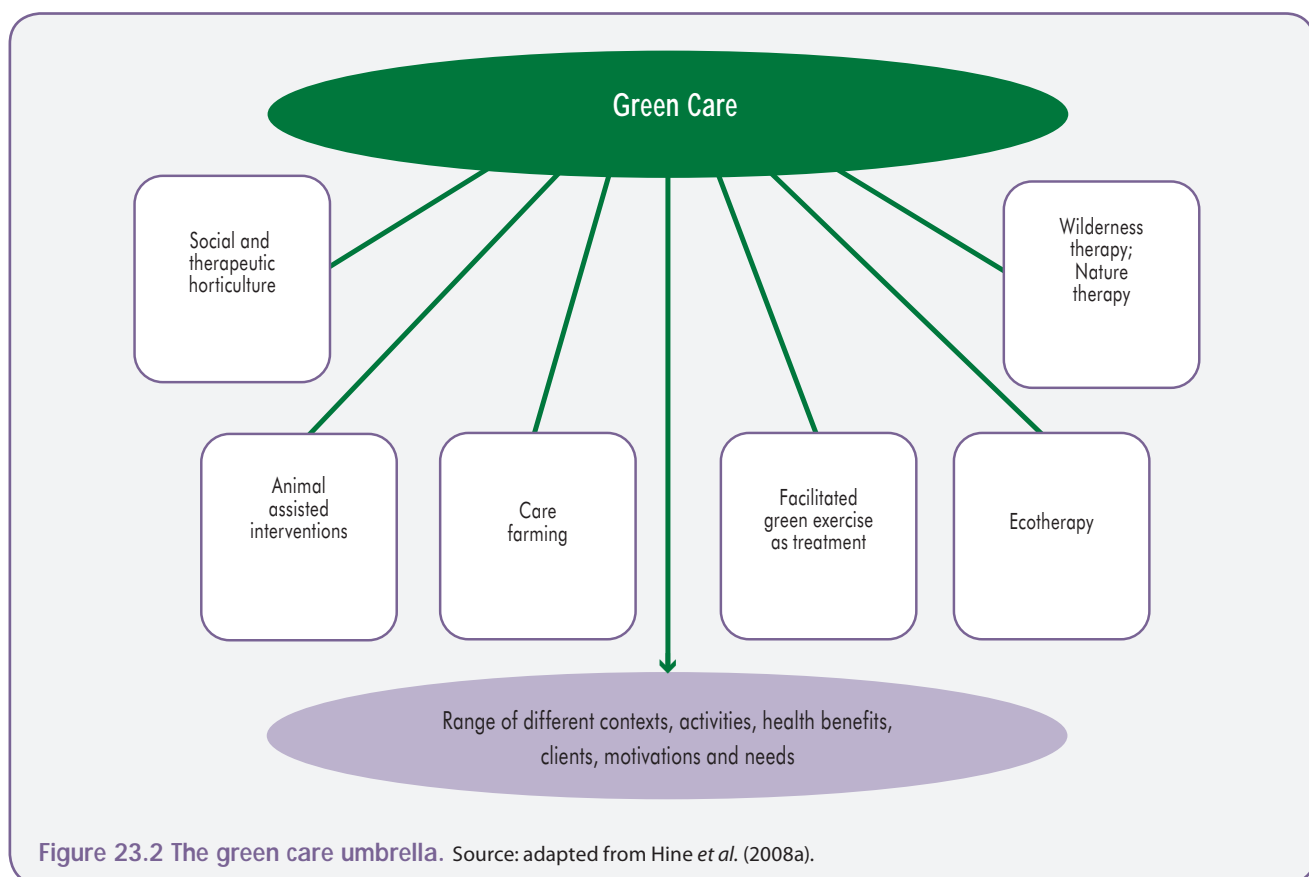 Green Care
Social and
therapeutic
horticulture
Wilderness
therapy;
Nature
therapy
Animal
assisted
interventions
Care
farming
Facilitated
green exercise
as treatment
Ecotherapy
Range of different contexts, activities, health benefits,
clients, motivations and needs
Figure 23.2 The green care umbrella. Source: adapted from Hine et al. (2008a).